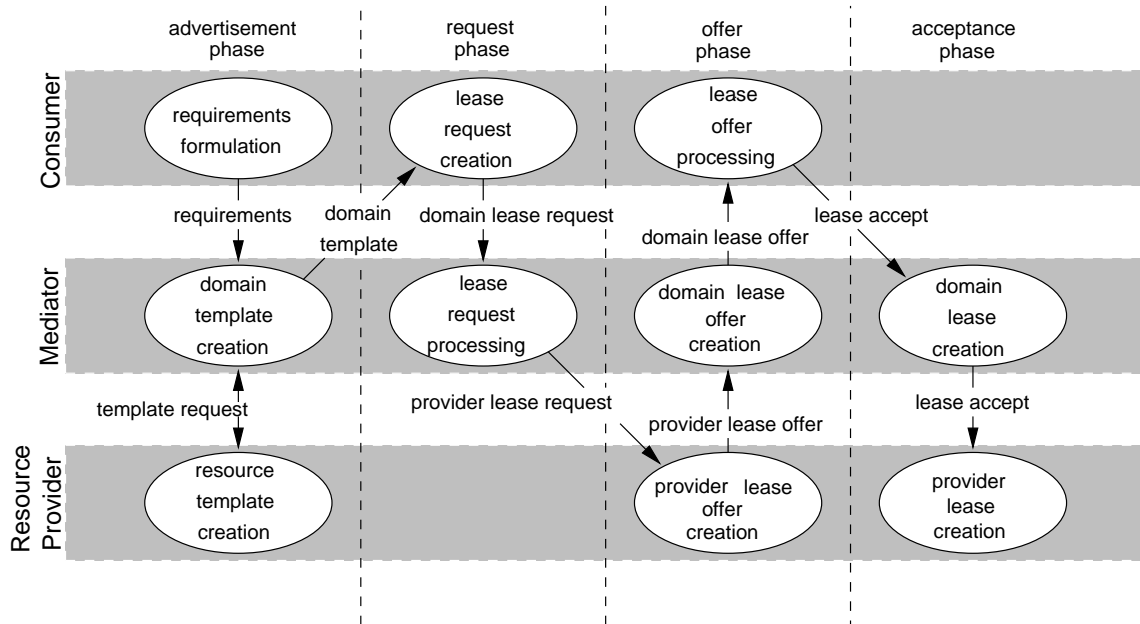 advertisement
phase
request
phase
offer
phase
acceptance
phase
Consumer
requirements
formulation
lease
request
creation
lease
offer
processing
requirements
domain
template
domain lease request
domain lease offer
lease accept
Mediator
domain
template
creation
lease
request
processing
domain lease
offer
creation
domain
lease
creation
template request
provider lease request
provider lease offer
lease accept
Resource
Provider
resource
template
creation
provider lease
offer
creation
provider
lease
creation